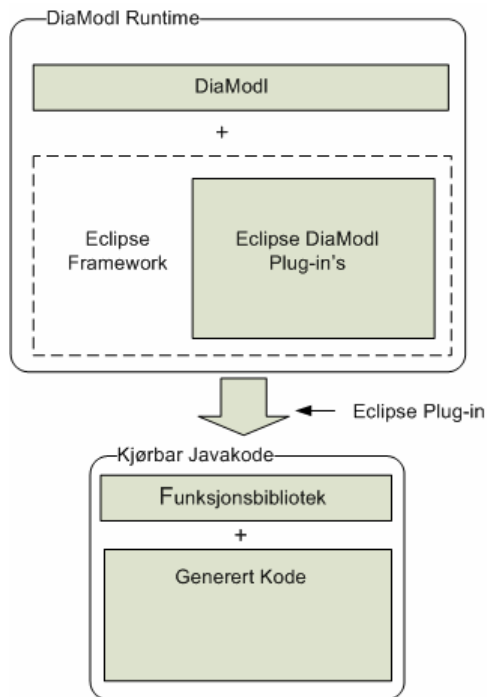 DiaModl Runtime
DiaModl
+
Eclipse
Framework
Eclipse DiaModl
Plug-in's
Eclipse Plug-in
Kjørbar Javakode
Funksjonsbibliotek
+
Generert Kode